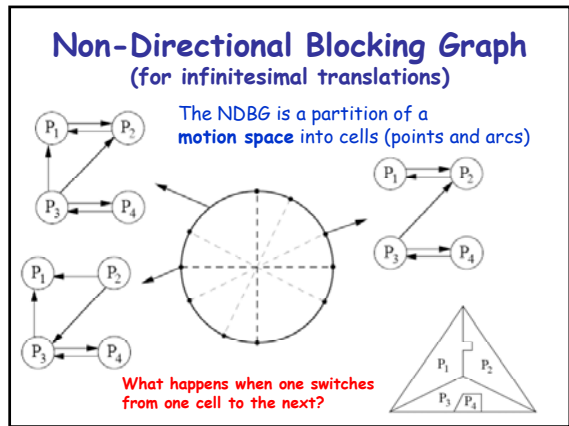 Non-Directional Blocking Graph
(for infinitesimal translations)
The NDBG is a partition of a
motion space into cells (points and arcs)
P1 P2
P3 P4
P1 P2
P3 P4
P1 P2
P3 P4
P1 P2
P3 P4
What happens when one switches
from one cell to the next?